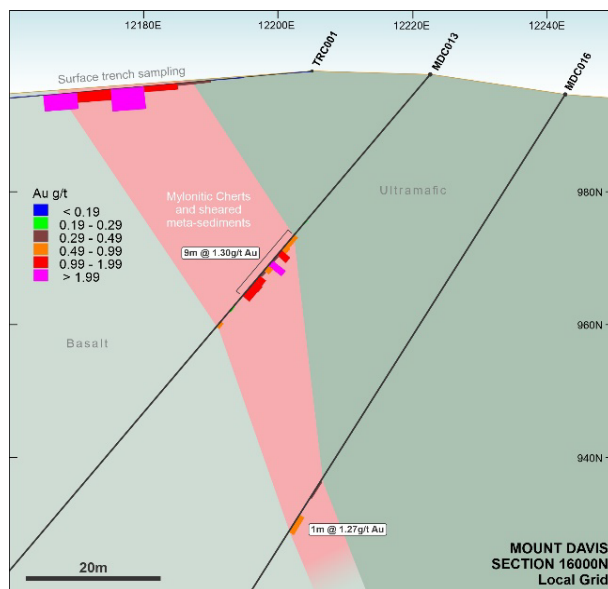 12180E
12200E
12220E
12240E
TRC001
MDC013
MDC016
Surface trench sampling
Au g/t
< 0.19
0.19 - 0.29
0.29 - 0.49
0.49 - 0.99
0.99 - 1.99
> 1.99
Mylonitic Cherts
and sheared
meta-sediments
Ultramafic
980N
9m @ 1.30g/t Au
960N
Basalt
940N
1m @ 1.27g/t Au
20m
MOUNT DAVIS
SECTION 16000N
Local Grid